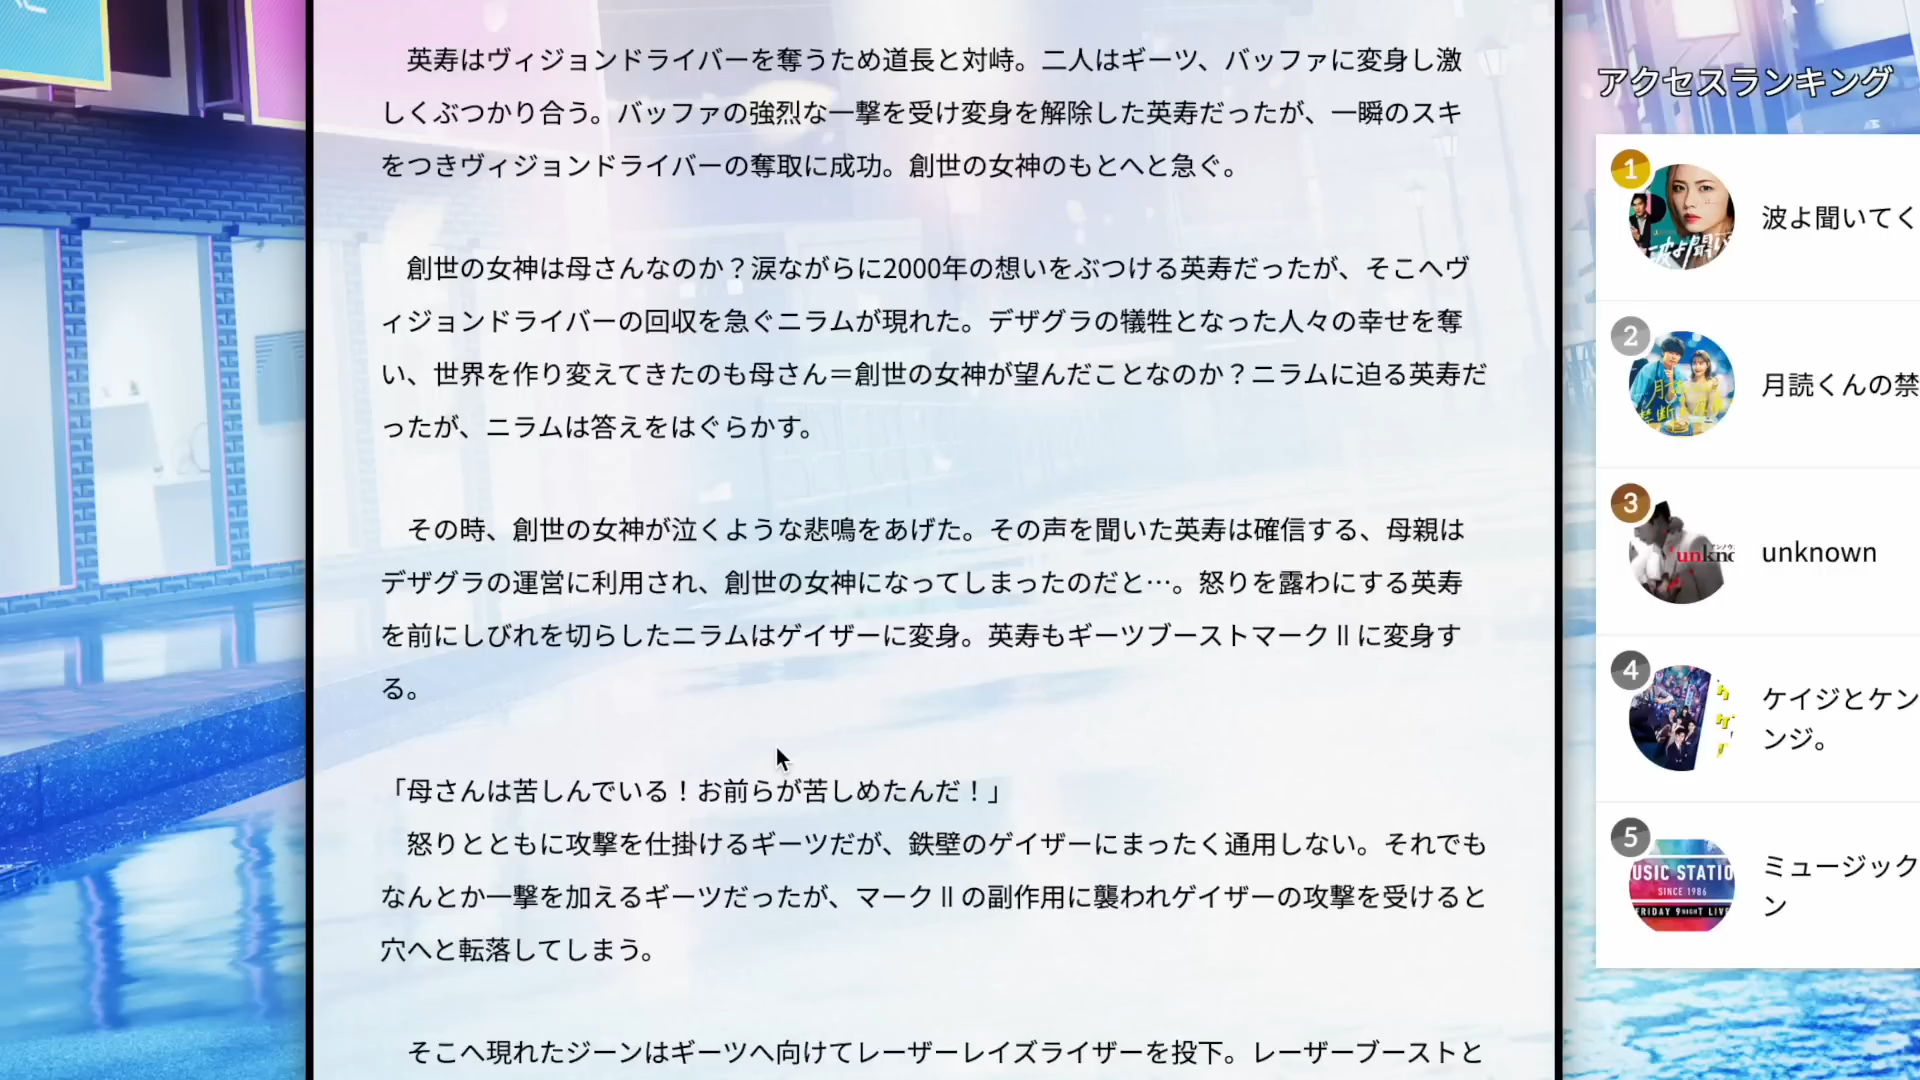 英寿はヴィジョンドライバーを奪うため道長と対峙。二人はギーツ、バッファに変身し激
しくぶつかり合う。バッファの強烈な一撃を受け変身を解除した英寿だったが、一瞬のスキ
をつきヴィジョンドライバーの奪取に成功。創世の女神のもとへと急ぐ。
創世の女神は母さんなのか？涙ながらに2000年の想いをぶつける英寿だったが、そこへヴ
ィジョンドライバーの回収を急ぐニラムが現れた。デザグラの犠牲となった人々の幸せを奪
い、世界を作り変えてきたのも母さん＝創世の女神が望んだことなのか？ニラムに迫る英寿だ
ったが、ニラムは答えをはぐらかす。
その時、創世の女神が泣くような悲鳴をあげた。その声を聞いた英寿は確信する、母親は
デザグラの運営に利用され、創世の女神になってしまったのだと…。怒りを露わにする英寿
を前にしびれを切らしたニラムはゲイザーに変身。英寿もギーツブーストマークⅡに変身す
る。
「母さんは苦しんでいる！お前らが苦しめたんだ！」
怒りとともに攻撃を仕掛けるギーツだが、鉄壁のゲイザーにまったく通用しない。それでも
なんとか一撃を加えるギーツだったが、マークⅡの副作用に襲われゲイザーの攻撃を受けると
穴へと転落してしまう。
そこへ現れたジーンはギーツへ向けてレーザーレイズライザーを投下。レーザーブーストと
アクセスランキング
1
波よ聞いてく
2
月読くんの禁
3
unknown
4
ケイジとケン
ンジ。
5
USIC STATIO
SINCE 1986
FRIDAY 9NIGHT LIVE
ミュージック
ン